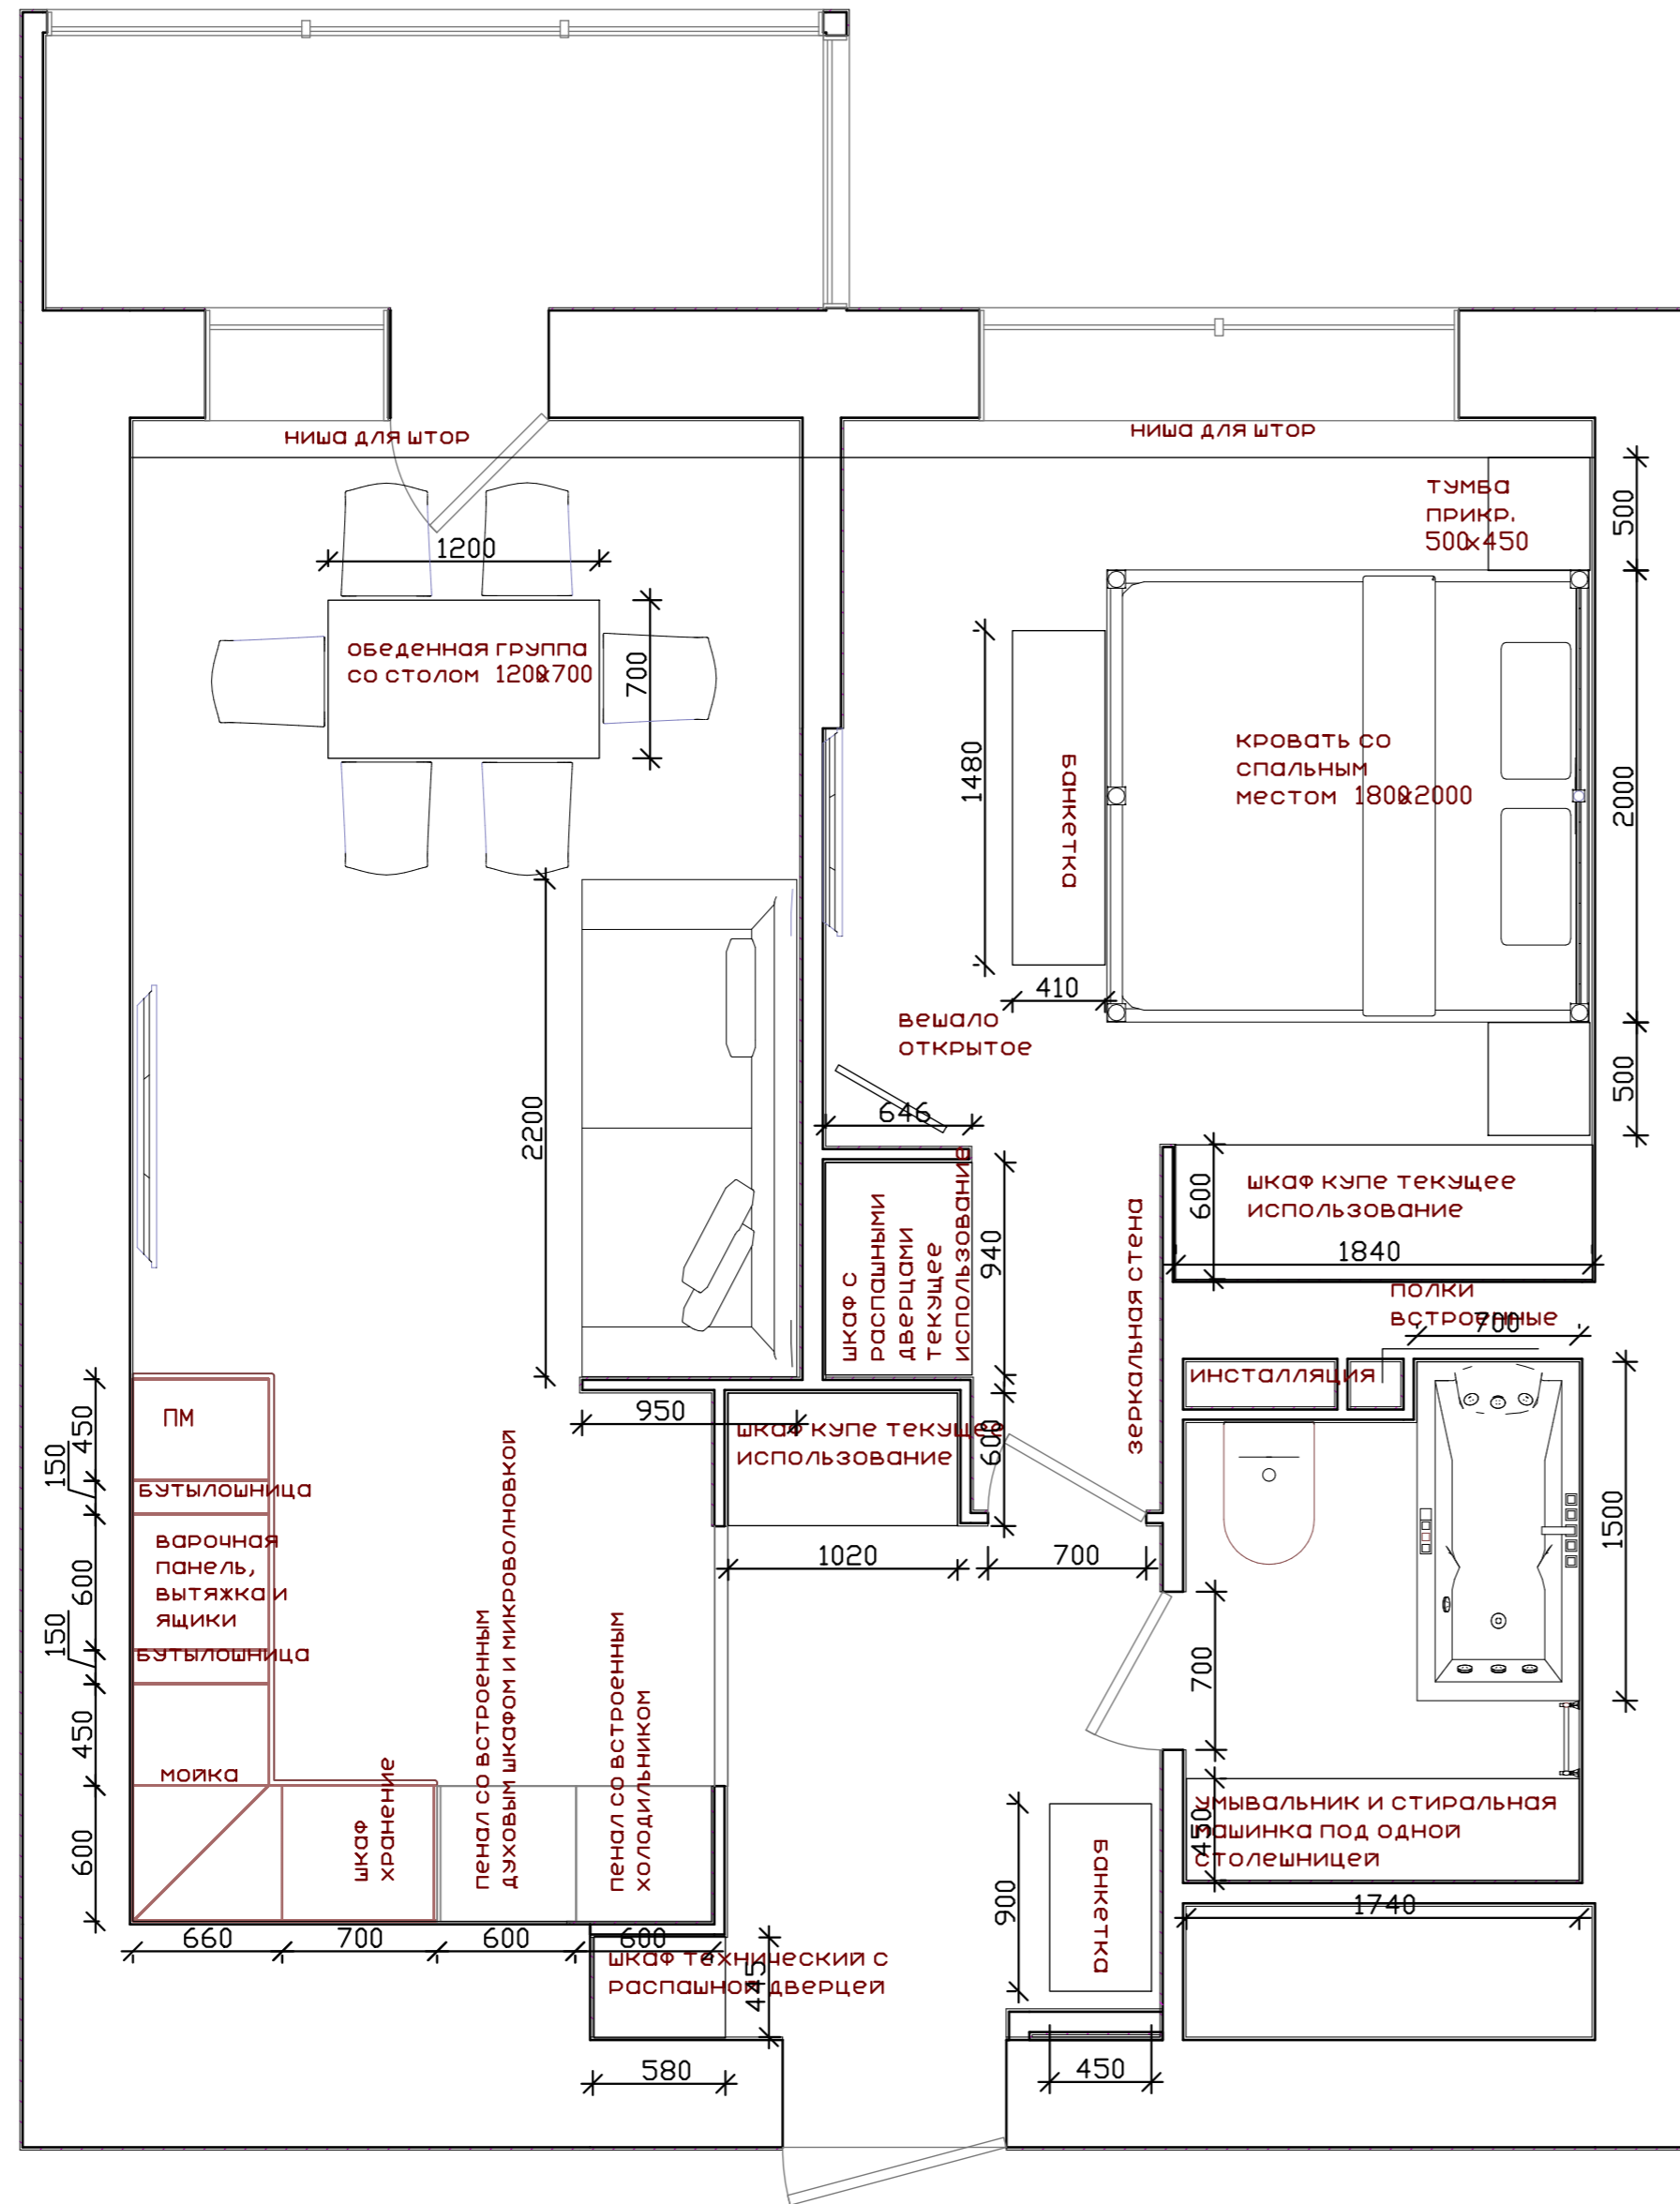 ниша для штор
ниша для штор
тумба
прикр.
500х450
500
1200
обеденная группа
со столом 1200х700
700
1480
банкетка
кровать со
спальным
местом 1800х2000
2000
410
вешало
открытое
500
646
2200
шкаф с
распашными
дверцами
текущее
использование
940
зеркальная стена
600
шкаф купе текущее
использование
1840
полки
встроенные
700
инсталляция
950
шкаф купе текущее
использование
600
1020
700
1500
450
ПМ
150
бутылошница
варочная
панель,
вытяжка и
ящики
600
150
бутылошница
450
мойка
600
шкаф
хранение
пенал со встроенным
духовым шкафом и микроволновкой
пенал со встроенным
холодильником
660
700
600
600
700
умывальник и стиральная
машинка под одной
столешницей
450
1740
900
банкетка
шкаф технический с
распашной дверцей
445
580
450